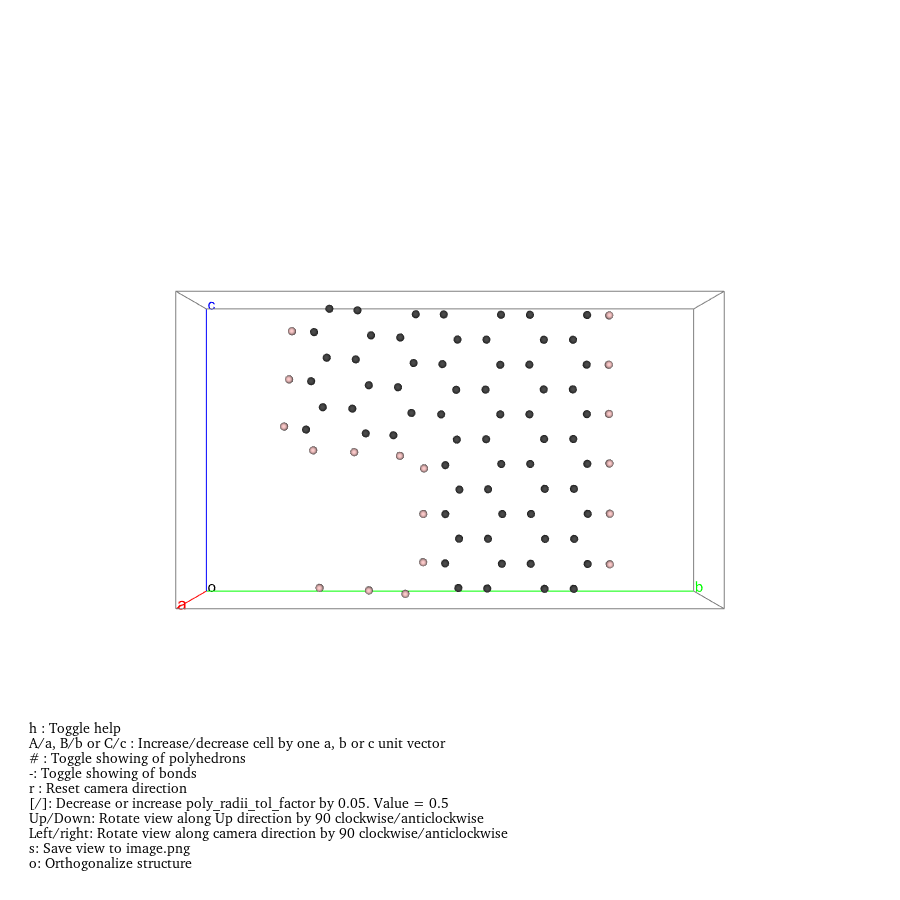 c
o
b
a
h : Toggle help
A/a, B/b or C/c : Increase/decrease cell by one a, b or c unit vector
# : Toggle showing of polyhedrons
-: Toggle showing of bonds
r : Reset camera direction
[/]: Decrease or increase poly_radii_tol_factor by 0.05. Value = 0.5
Up/Down: Rotate view along Up direction by 90 clockwise/anticlockwise
Left/right: Rotate view along camera direction by 90 clockwise/anticlockwise
s: Save view to image.png
o: Orthogonalize structure